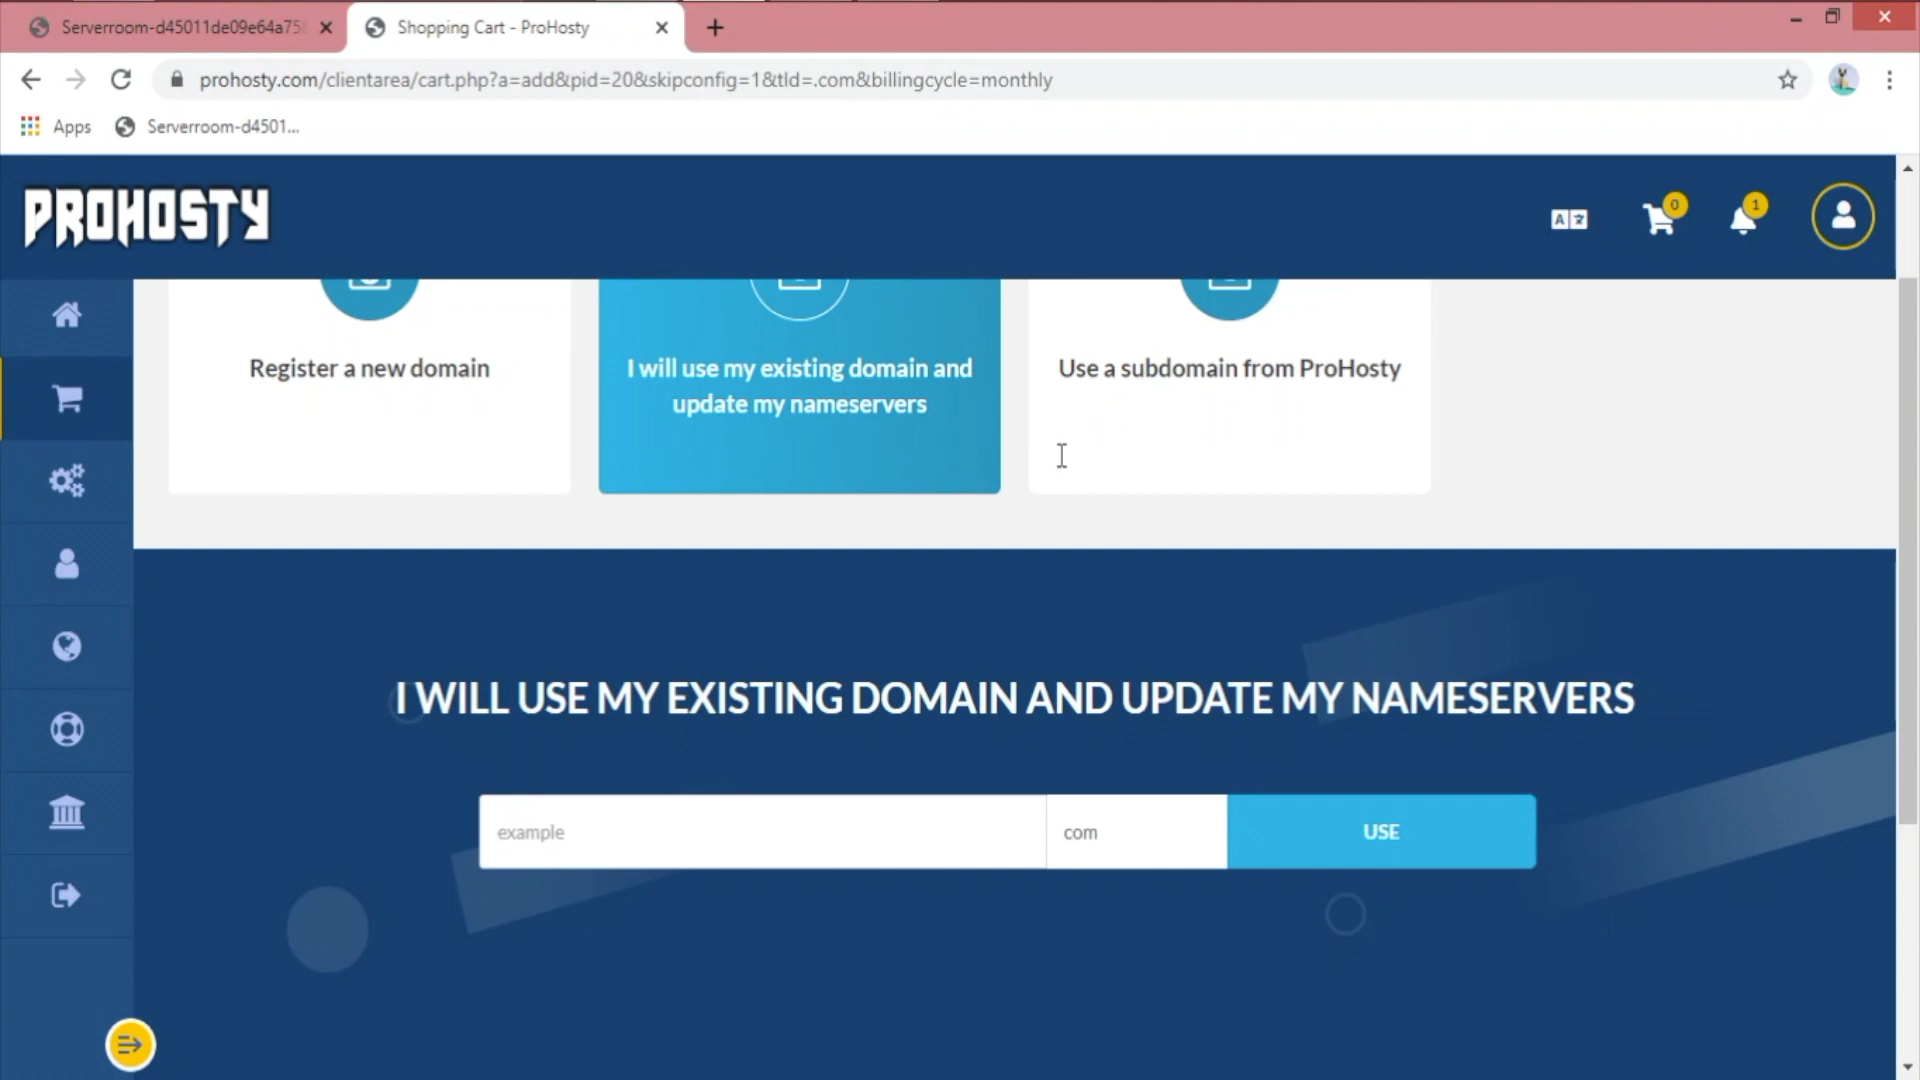 Serverroom-d45011de09e64a75
Shopping Cart - ProHosty
prohosty.com/clientarea/cart.php?a=add&pid=20&skipconfig=1&tld=.com&billingcycle=monthly
Apps
Serverroom-d4501...
PROHOSTY
0
1
Register a new domain
I will use my existing domain and
update my nameservers
Use a subdomain from ProHosty
I WILL USE MY EXISTING DOMAIN AND UPDATE MY NAMESERVERS
example
com
USE